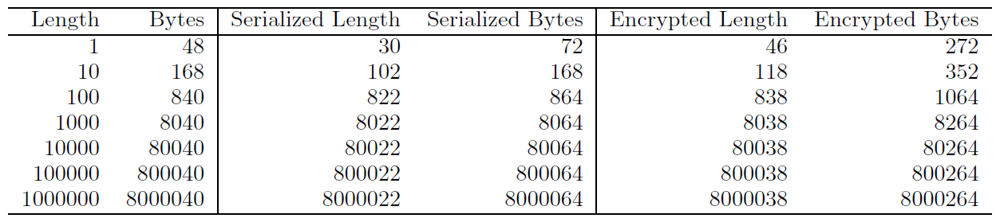 Length Bytes Serialized Length Serialized Bytes Encrypted Length Encrypted Bytes
1 48 30 72 46 272
10 168 102 168 118 352
100 840 822 864 838 1064
1000 8040 8022 8064 8038 8264
10000 80040 80022 80064 80038 80264
100000 800040 800022 800064 800038 800264
1000000 8000040 8000022 8000064 8000038 8000264